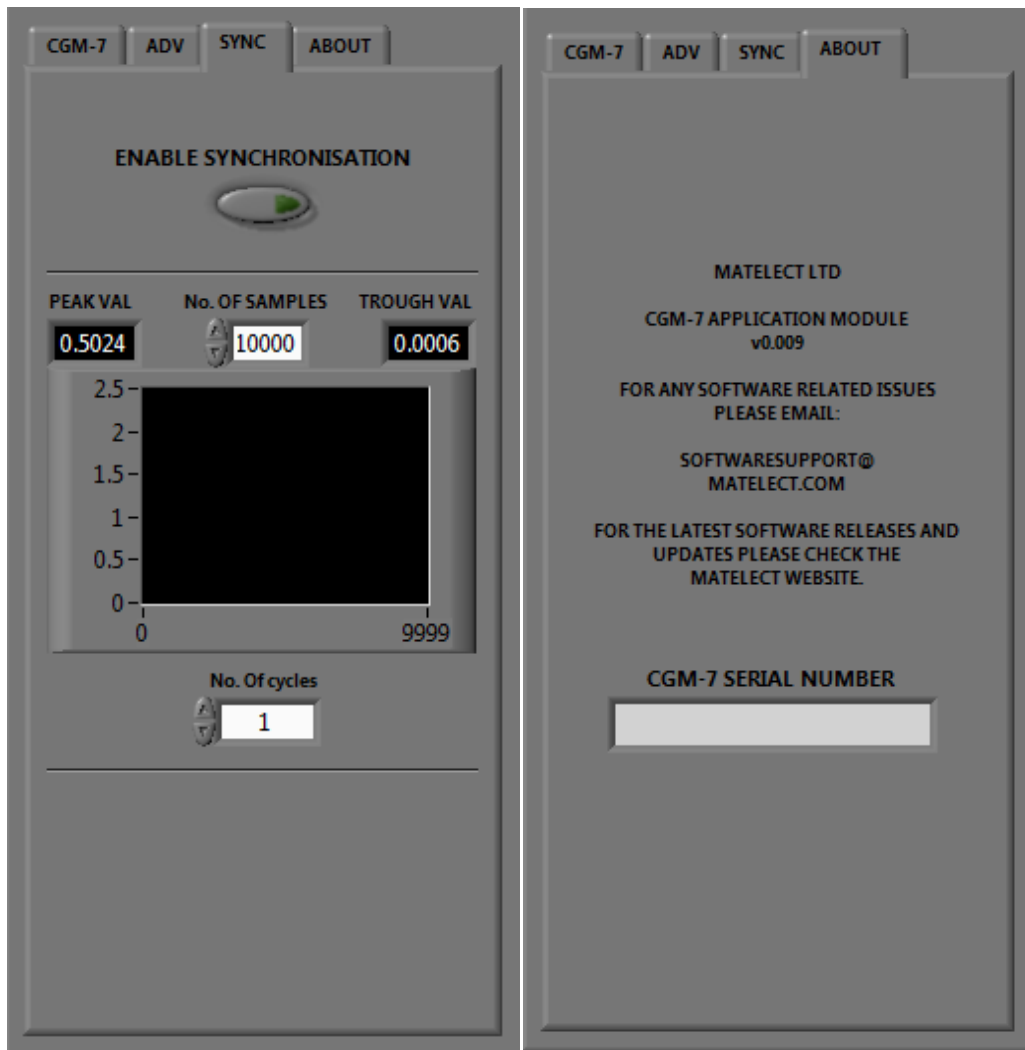 CGM-7 ADV SYNC ABOUT
ENABLE SYNCHRONISATION
PEAK VAL No. OF SAMPLES TROUGH VAL
0.5024 10000 0.0006
2.5
2
1.5
1
0.5
0
0 9999
No. Of cycles
1
CGM-7 ADV SYNC ABOUT
MATELECT LTD
CGM-7 APPLICATION MODULE
v0.009
FOR ANY SOFTWARE RELATED ISSUES
PLEASE EMAIL:
SOFTWARESUPPORT@
MATELECT.COM
FOR THE LATEST SOFTWARE RELEASES AND
UPDATES PLEASE CHECK THE
MATELECT WEBSITE.
CGM-7 SERIAL NUMBER